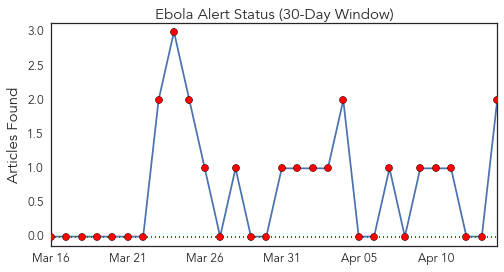 Ebola Alert Status (30-Day Window)
Articles Found
3.0
2.5
2.0
1.5
1.0
0.5
0.0
Mar 16 Mar 21 Mar 26 Mar 31 Apr 05 Apr 10